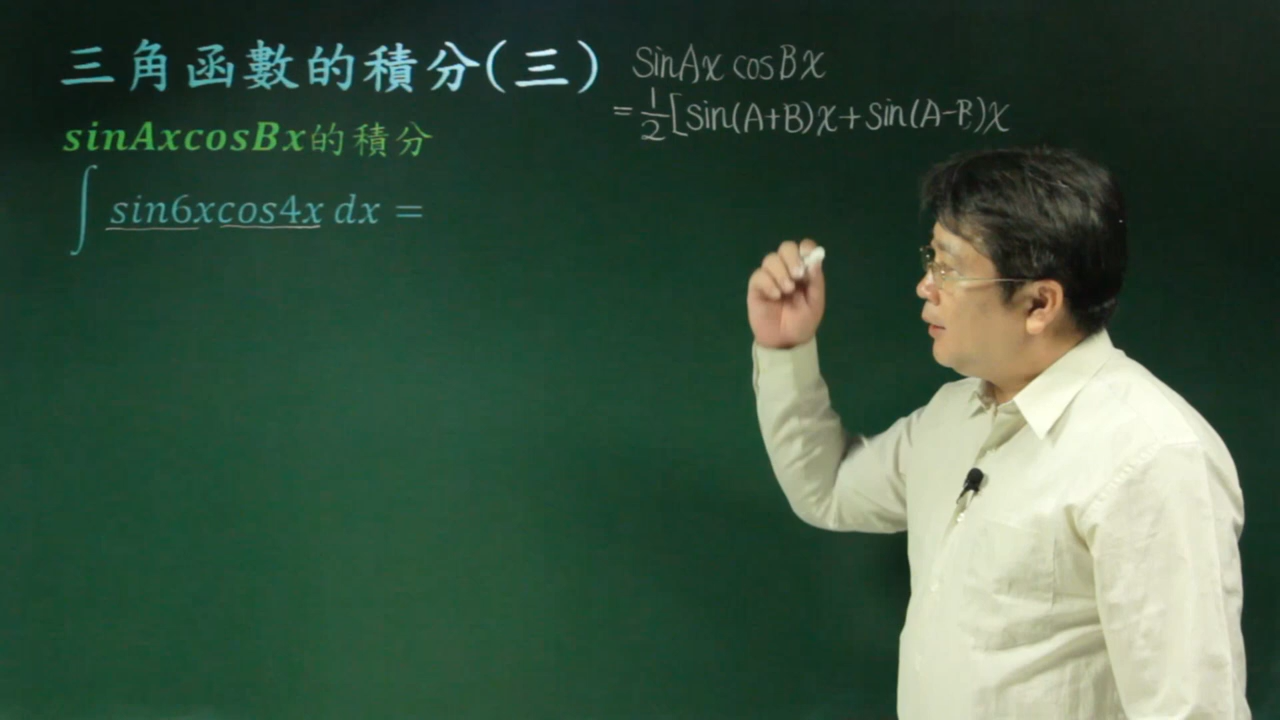 三角函數的積分(三)
sinAxcosBx的積分
∫ sin6xcos4x dx =
sinAx cosBx
= 1/2 [sin(A+B)x + sin(A-B)x